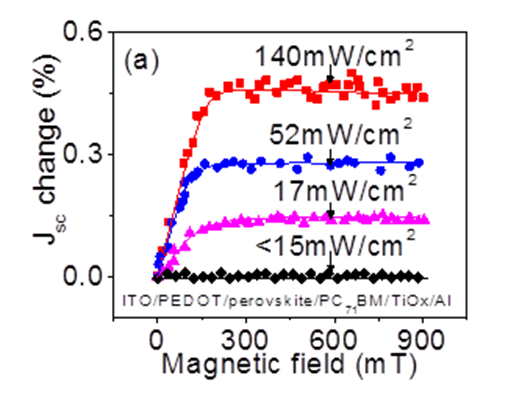 (a)
140mW/cm²
52mW/cm²
17mW/cm²
<15mW/cm²
ITO/PEDOT/perovskite/PC₇₁BM/TiOx/Al
J_sc change (%)
0.6
0.3
0.0
0
300
600
900
Magnetic field (mT)